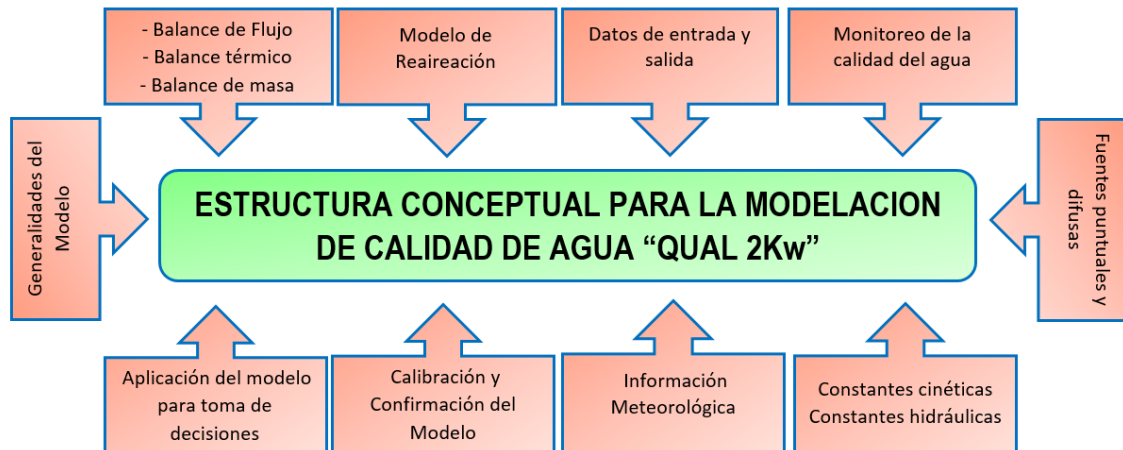 - Balance de Flujo
- Balance térmico
- Balance de masa
Modelo de
Reaireación
Datos de entrada y
salida
Monitoreo de la
calidad del agua
Generalidades del
Modelo
ESTRUCTURA CONCEPTUAL PARA LA MODELACION
DE CALIDAD DE AGUA “QUAL 2Kw”
Fuentes puntuales y
difusas
Aplicación del modelo
para toma de
decisiones
Calibración y
Confirmación del
Modelo
Información
Meteorológica
Constantes cinéticas
Constantes hidráulicas